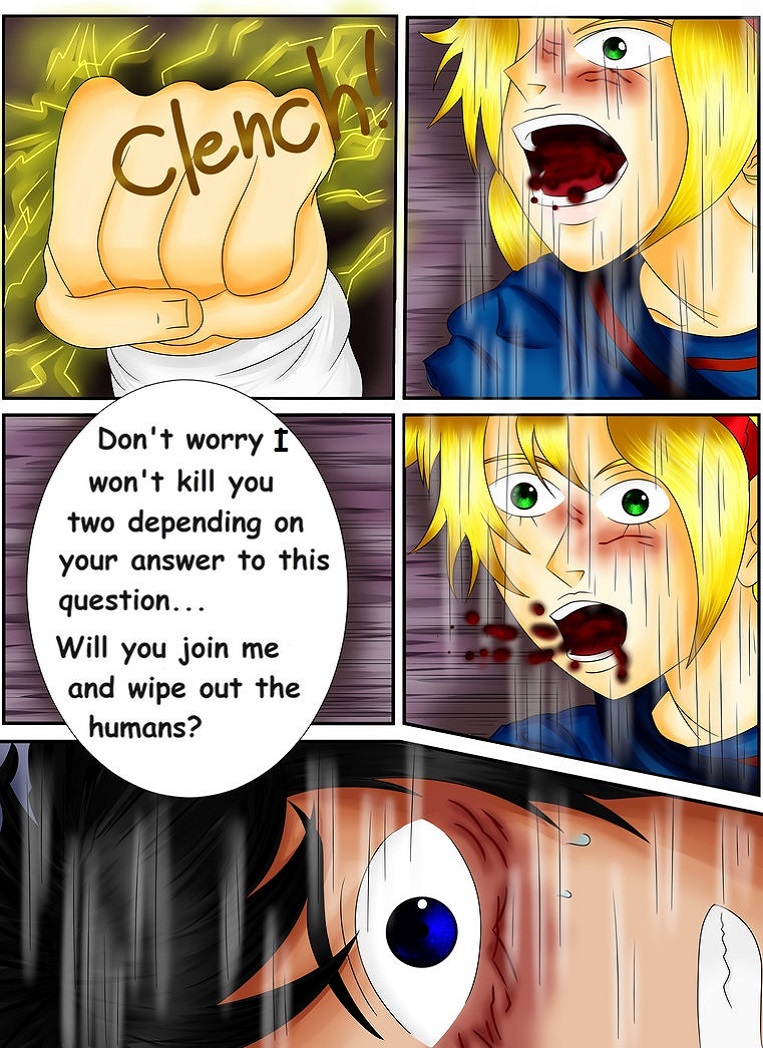 Clench!
Don't worry I
won't kill you
two depending on
your answer to this
question...
Will you join me
and wipe out the
humans?